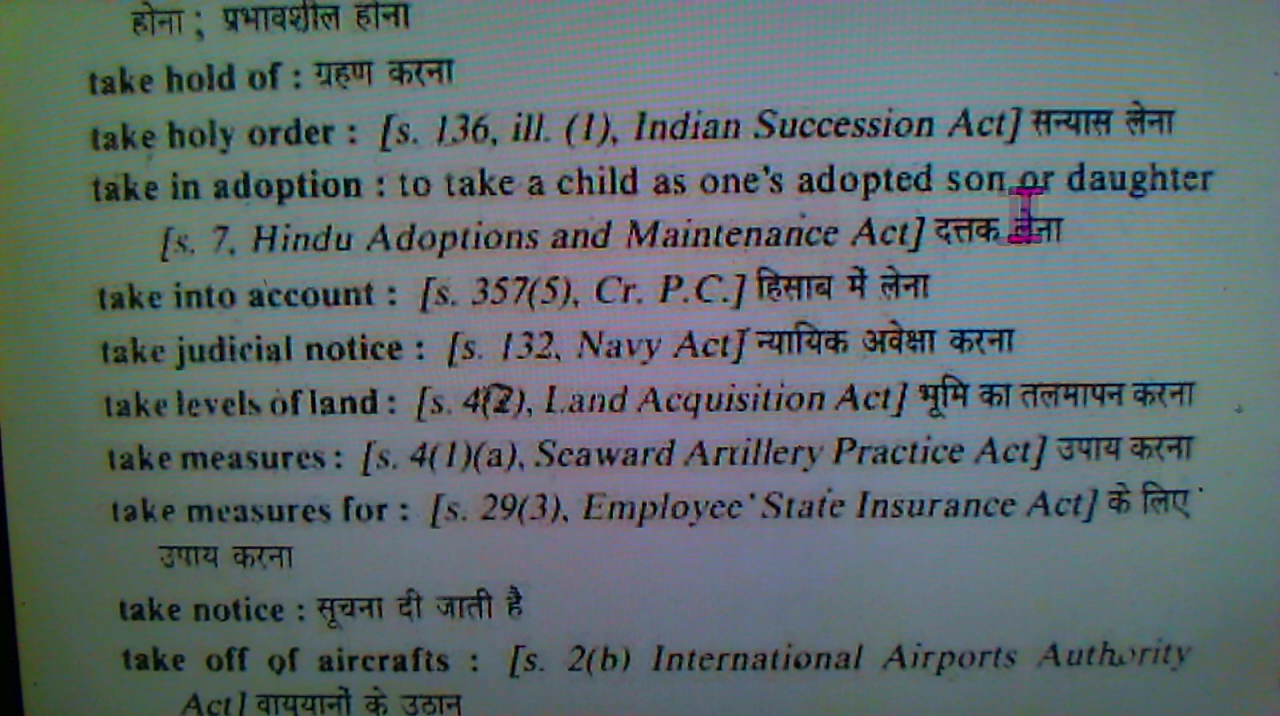 होना ; प्रभावशील होना
take hold of : ग्रहण करना
take holy order : [s. 136, ill. (1), Indian Succession Act] सन्यास लेना
take in adoption : to take a child as one's adopted son or daughter
[s. 7, Hindu Adoptions and Maintenance Act] दत्तक लेना
take into account : [s. 357(5), Cr. P.C.] हिसाब में लेना
take judicial notice : [s. 132, Navy Act] न्यायिक अवेक्षा करना
take levels of land : [s. 4(2), Land Acquisition Act] भूमि का तलमापन करना
take measures : [s. 4(1)(a), Seaward Artillery Practice Act] उपाय करना
take measures for : [s. 29(3), Employee' State Insurance Act] के लिए
उपाय करना
take notice : सूचना दी जाती है
take off of aircrafts : [s. 2(b) International Airports Authority
Act] वायुयानों के उठान